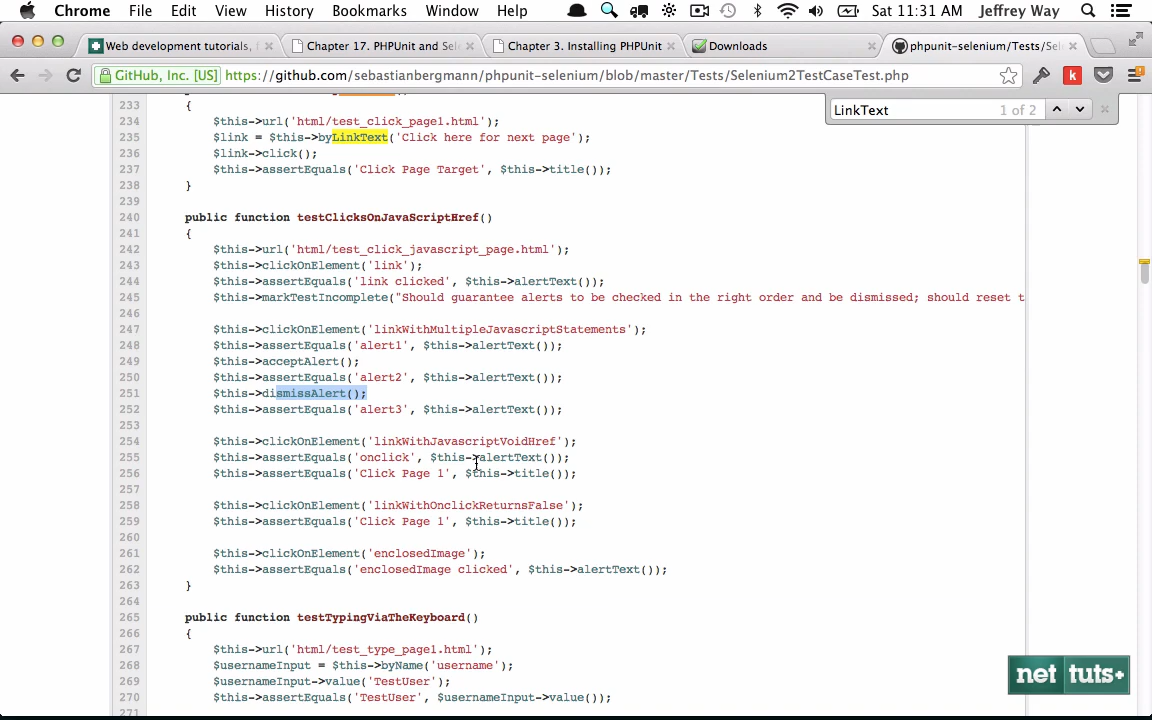 Chrome File Edit View History Bookmarks Window Help Sat 11:31 AM Jeffrey Way
Web development tutorials, Chapter 17. PHPUnit and Sel Chapter 3. Installing PHPUnit Downloads phpunit-selenium/Tests/Sel
GitHub, Inc. [US] https://github.com/sebastianbergmann/phpunit-selenium/blob/master/Tests/Selenium2TestCaseTest.php k
LinkText 1 of 2
233 {
234 $this->url('html/test_click_page1.html');
235 $link = $this->byLinkText('Click here for next page');
236 $link->click();
237 $this->assertEquals('Click Page Target', $this->title());
238 }
239
240 public function testClicksOnJavaScriptHref()
241 {
242 $this->url('html/test_click_javascript_page.html');
243 $this->clickOnElement('link');
244 $this->assertEquals('link clicked', $this->alertText());
245 $this->markTestIncomplete("Should guarantee alerts to be checked in the right order and be dismissed; should reset t
246
247 $this->clickOnElement('linkWithMultipleJavascriptStatements');
248 $this->assertEquals('alert1', $this->alertText());
249 $this->acceptAlert();
250 $this->assertEquals('alert2', $this->alertText());
251 $this->dismissAlert();
252 $this->assertEquals('alert3', $this->alertText());
253
254 $this->clickOnElement('linkWithJavascriptVoidHref');
255 $this->assertEquals('onclick', $this->alertText());
256 $this->assertEquals('Click Page 1', $this->title());
257
258 $this->clickOnElement('linkWithOnclickReturnsFalse');
259 $this->assertEquals('Click Page 1', $this->title());
260
261 $this->clickOnElement('enclosedImage');
262 $this->assertEquals('enclosedImage clicked', $this->alertText());
263 }
264
265 public function testTypingViaTheKeyboard()
266 {
267 $this->url('html/test_type_page1.html');
268 $usernameInput = $this->byName('username');
269 $usernameInput->value('TestUser');
270 $this->assertEquals('TestUser', $usernameInput->value());
271
net tuts+